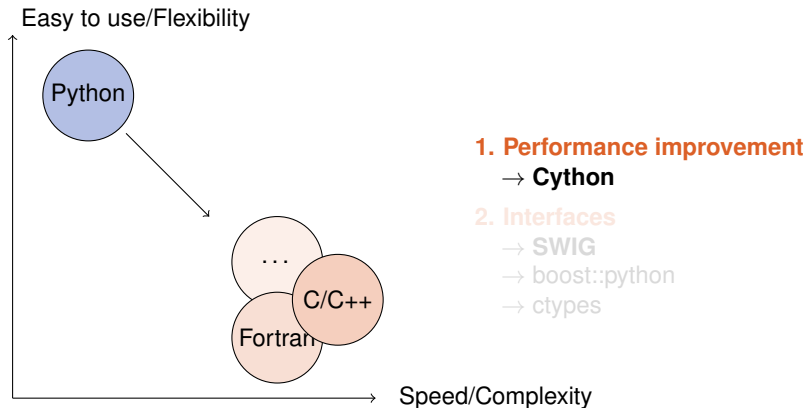 Easy to use/Flexibility
Python
1. Performance improvement
→ Cython
2. Interfaces
→ SWIG
→ boost::python
→ ctypes
...
C/C++
Fortran
Speed/Complexity